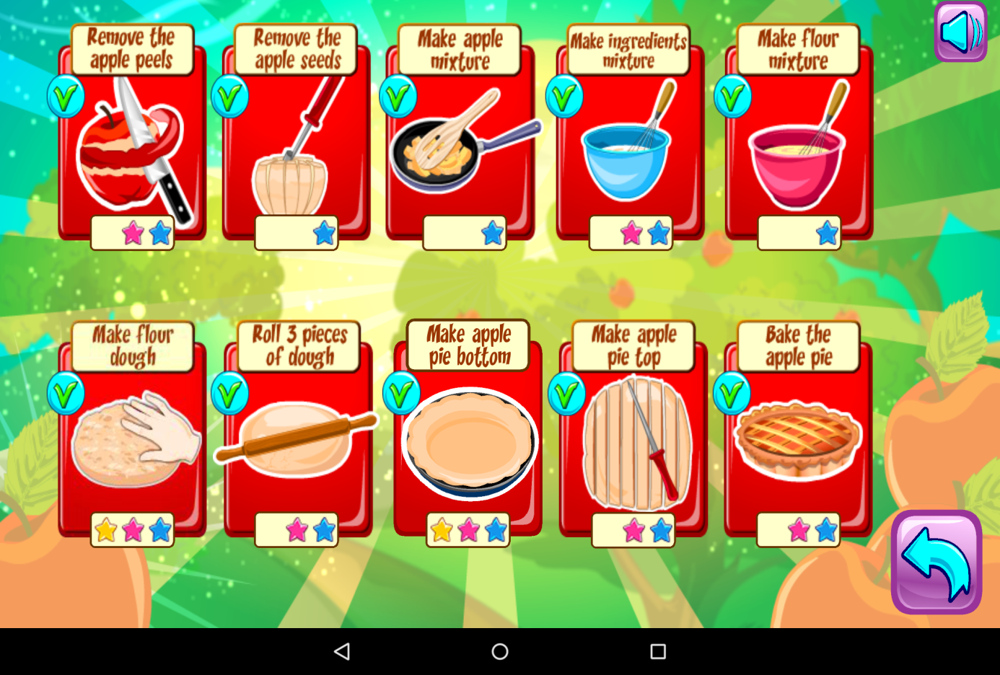 Remove the
apple peels
Remove the
apple seeds
Make apple
mixture
Make ingredients
mixture
Make flour
mixture
Make flour
dough
Roll 3 pieces
of dough
Make apple
pie bottom
Make apple
pie top
Bake the
apple pie